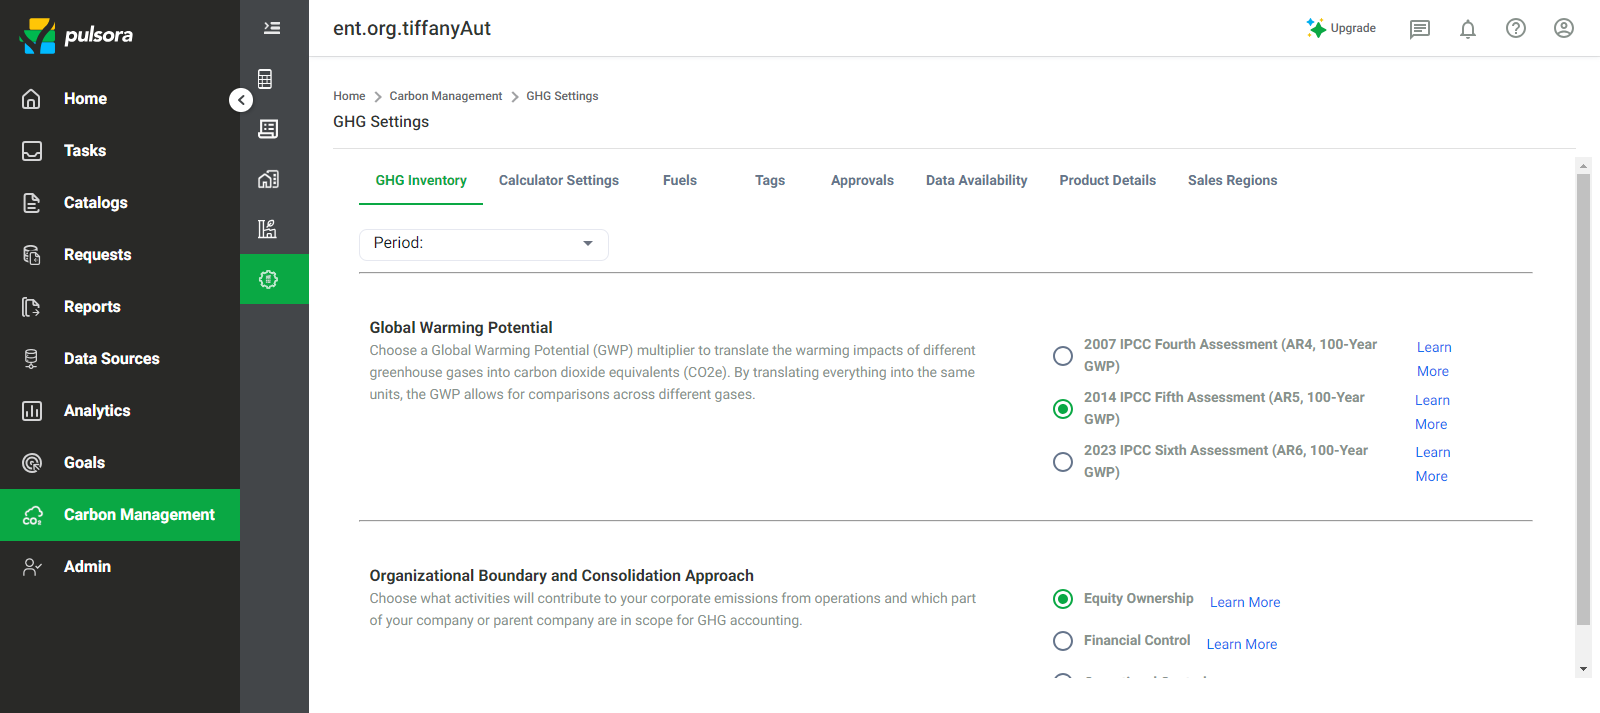 pulsora
ent.org.tiffanyAut
Upgrade
Home
Tasks
Catalogs
Requests
Reports
Data Sources
Analytics
Goals
CO₂
Carbon Management
Admin
Home > Carbon Management > GHG Settings
GHG Settings
GHG Inventory
Calculator Settings
Fuels
Tags
Approvals
Data Availability
Product Details
Sales Regions
Period:
Global Warming Potential
Choose a Global Warming Potential (GWP) multiplier to translate the warming impacts of different
greenhouse gases into carbon dioxide equivalents (CO2e). By translating everything into the same
units, the GWP allows for comparisons across different gases.
2007 IPCC Fourth Assessment (AR4, 100-Year
GWP)
Learn
More
2014 IPCC Fifth Assessment (AR5, 100-Year
GWP)
Learn
More
2023 IPCC Sixth Assessment (AR6, 100-Year
GWP)
Learn
More
Organizational Boundary and Consolidation Approach
Choose what activities will contribute to your corporate emissions from operations and which part
of your company or parent company are in scope for GHG accounting.
Equity Ownership
Learn More
Financial Control
Learn More